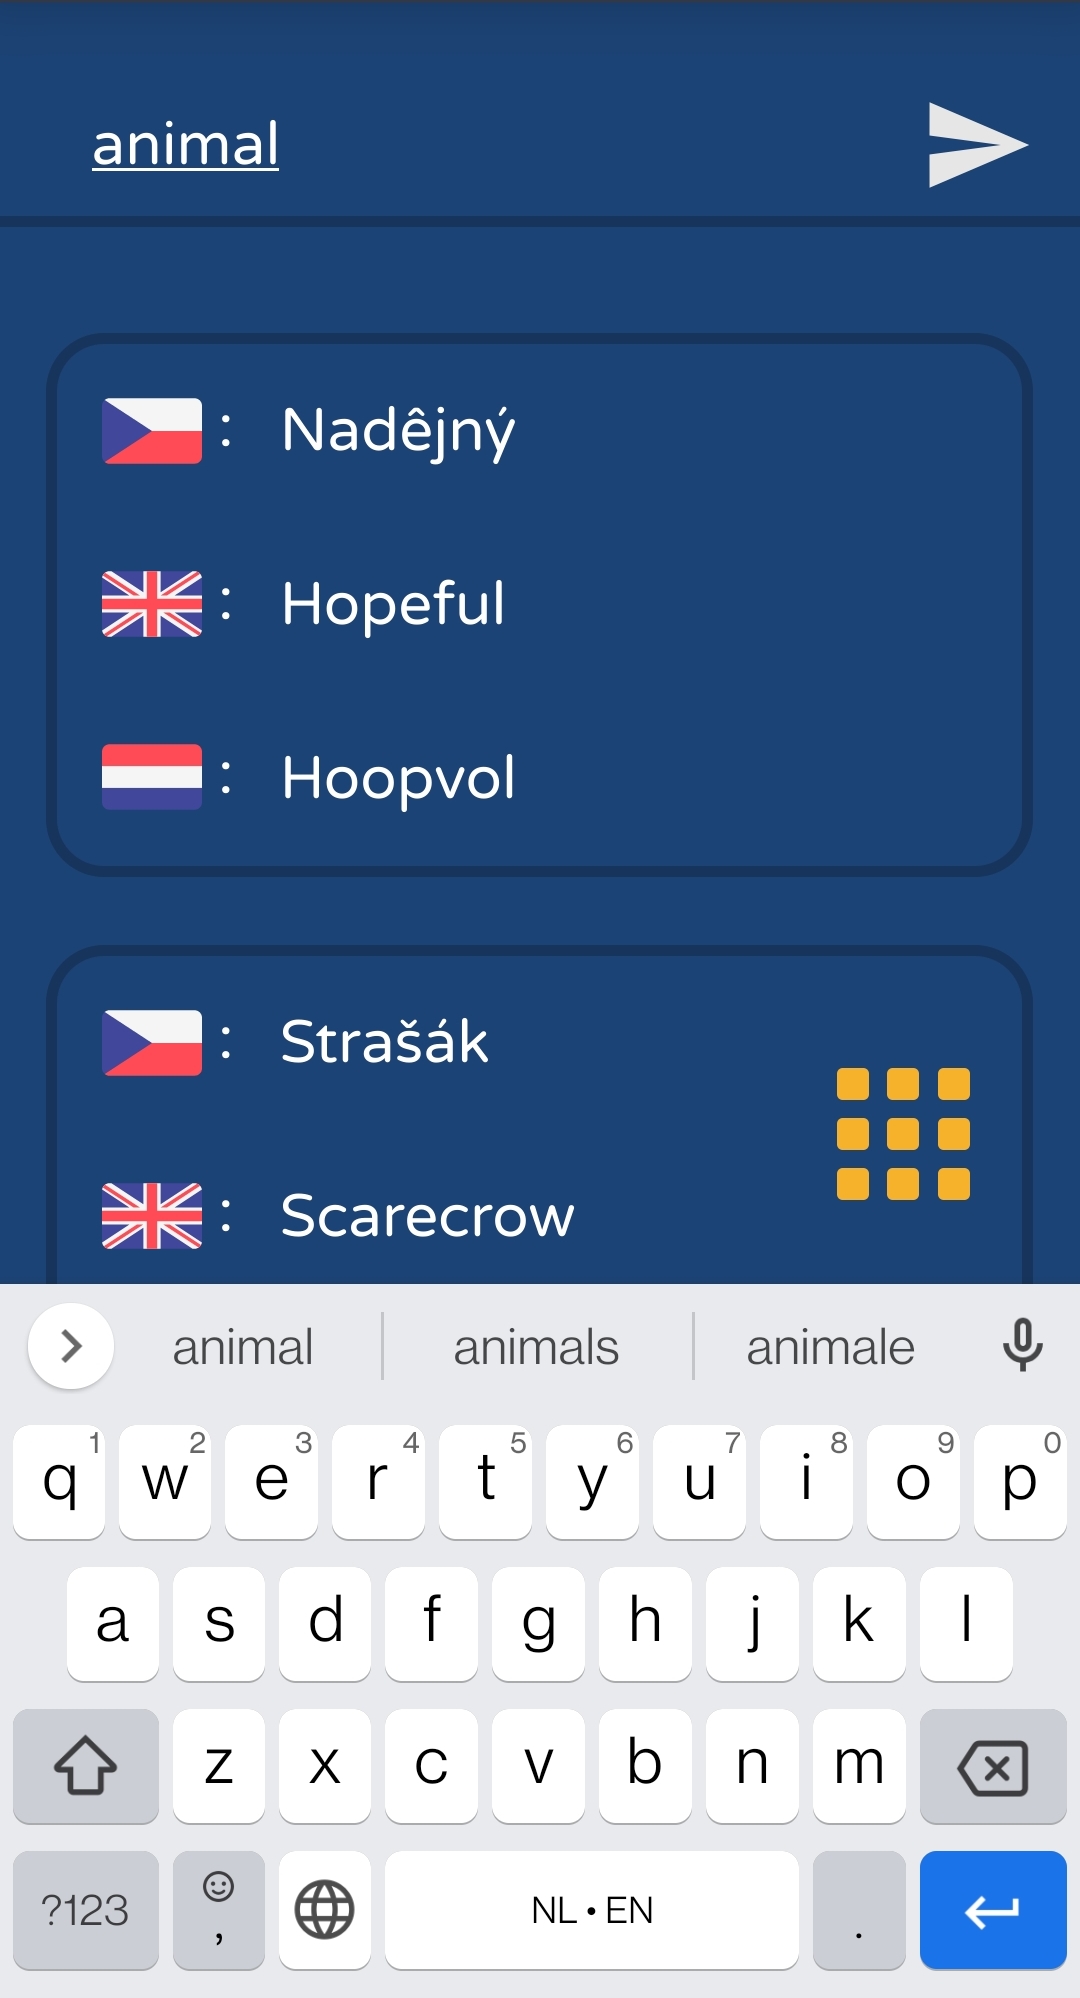 animal
: Nadêjný
: Hopeful
: Hoopvol
: Strašák
: Scarecrow
animal animals animale
1 2 3 4 5 6 7 8 9 0
q w e r t y u i o p
a s d f g h j k l
z x c v b n m
?123 , NL • EN .